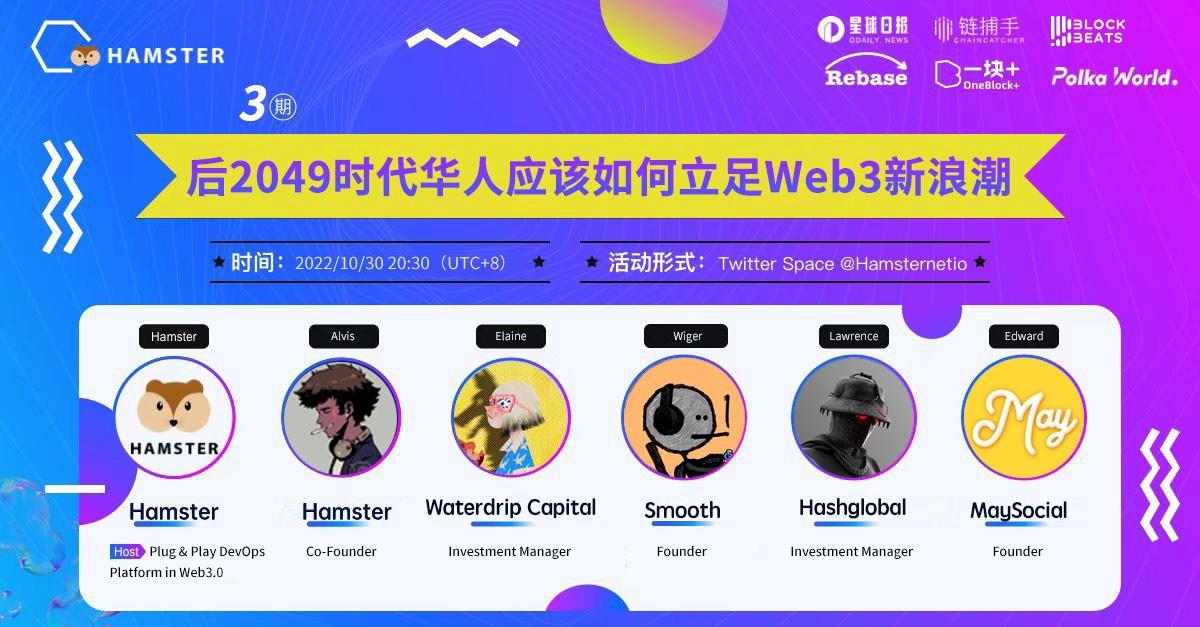 HAMSTER
星球日报
ODAILY. NEWS
链捕手
CHAINCATCHER
BLOCK
BEATS
Rebase
一块+
OneBlock+
Polka World.
3期
后2049时代华人应该如何立足Web3新浪潮
时间：2022/10/30 20:30（UTC+8）
活动形式：Twitter Space @Hamsternetio
Hamster
Alvis
Elaine
Wiger
Lawrence
Edward
HAMSTER
May
Hamster
Hamster
Waterdrip Capital
Smooth
Hashglobal
MaySocial
Host Plug & Play DevOps
Platform in Web3.0
Co-Founder
Investment Manager
Founder
Investment Manager
Founder